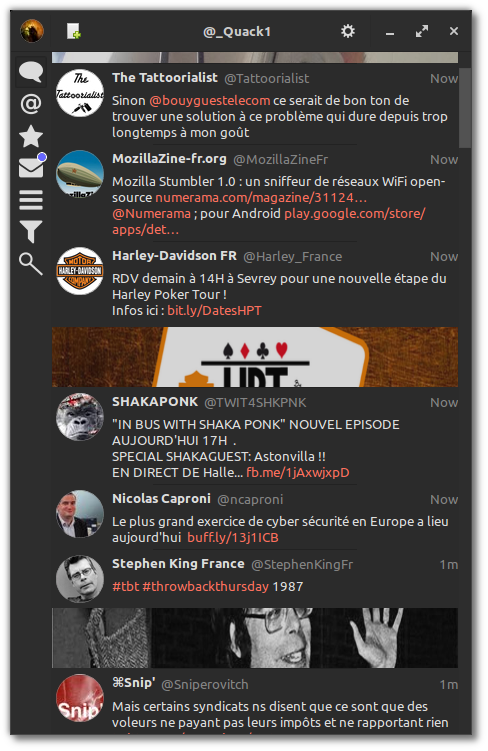 @_Quack1
The Tattoorialist @Tattoorialist Now
The
Tattoorialist
Sinon @bouyguestelecom ce serait de bon ton de
trouver une solution à ce problème qui dure depuis trop
longtemps à mon goût
MozillaZine-fr.org @MozillaZineFr Now
Mozilla Stumbler 1.0 : un sniffeur de réseaux WiFi open-
source numerama.com/magazine/31124…
@Numerama ; pour Android play.google.com/store/
apps/det…
Harley-Davidson FR @Harley_France Now
MOTOR
HARLEY-DAVIDSON
COMPANY
RDV demain à 14H à Sevrey pour une nouvelle étape du
Harley Poker Tour !
Infos ici : bit.ly/DatesHPT
HPT
SHAKAPONK @TWIT4SHKPNK Now
"IN BUS WITH SHAKA PONK" NOUVEL EPISODE
AUJOURD'HUI 17H .
SPECIAL SHAKAGUEST: Astonvilla !!
EN DIRECT DE Halle... fb.me/1jAxwjxpD
Nicolas Caproni @ncaproni Now
Le plus grand exercice de cyber sécurité en Europe a lieu
aujourd'hui buff.ly/13j1ICB
Stephen King France @StephenKingFr 1m
#tbt #throwbackthursday 1987
⌘Snip' @Sniperovitch 1m
Snip'
Mais certains syndicats ns disent que ce sont que des
voleurs ne payant pas leurs impôts et ne rapportant rien